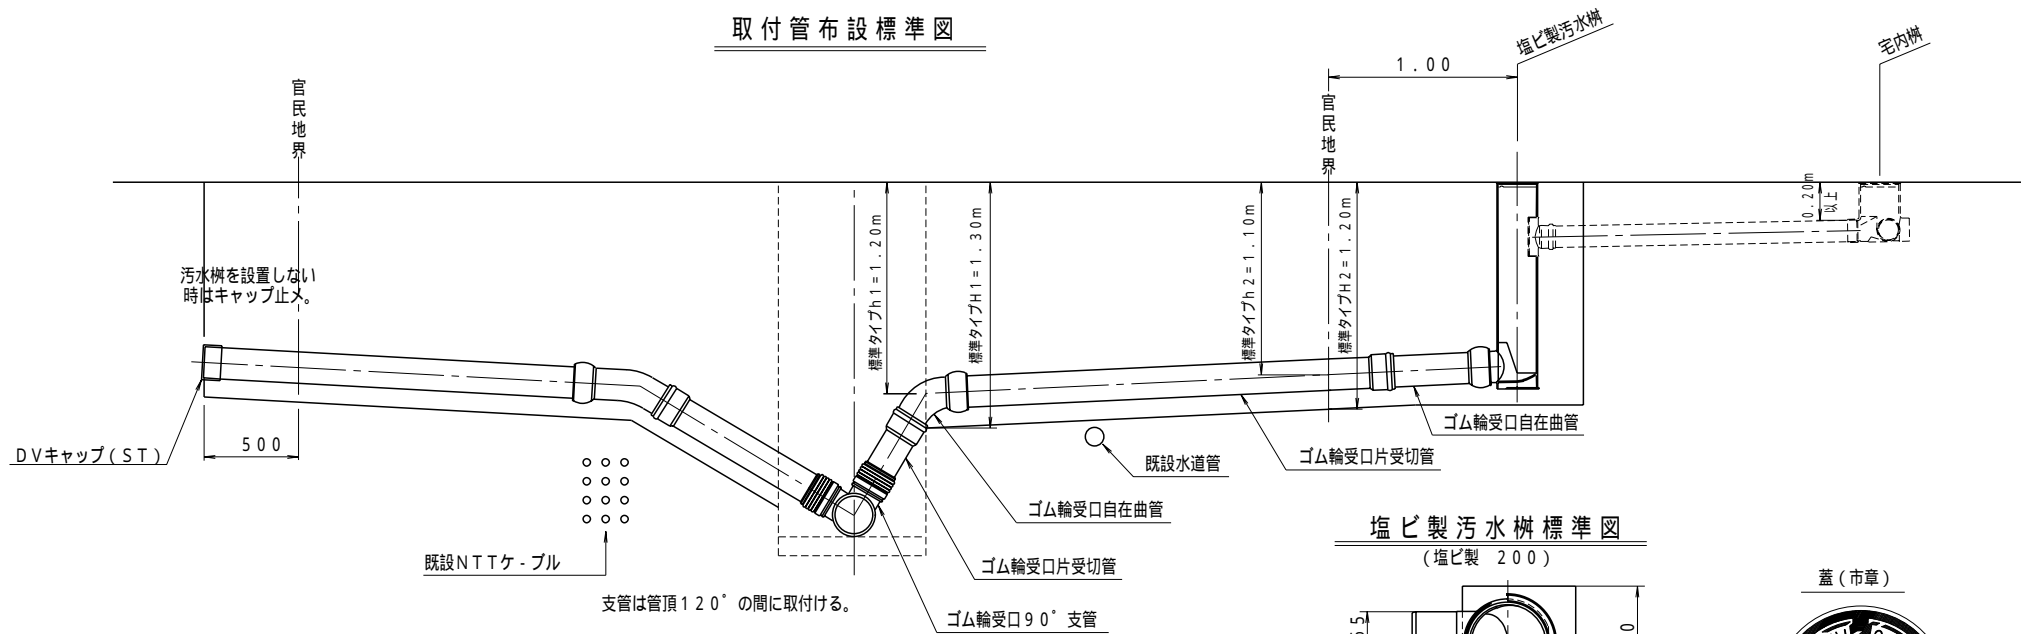 取付管布設標準図
塩ビ製汚水桝
宅内桝
1.00
官民地界
官民地界
0.20m
以上
標準タイプh1=1.20m
標準タイプH1=1.30m
標準タイプh2=1.10m
標準タイプH2=1.20m
汚水桝を設置しない
時はキャップ止メ。
500
DVキャップ(ST)
ゴム輪受口自在曲管
ゴム輪受口片受切管
既設水道管
ゴム輪受口自在曲管
既設NTTケ-ブル
ゴム輪受口片受切管
支管は管頂120゜の間に取付ける。
ゴム輪受口90゜支管
塩ビ製汚水桝標準図
(塩ビ製 200)
蓋(市章)